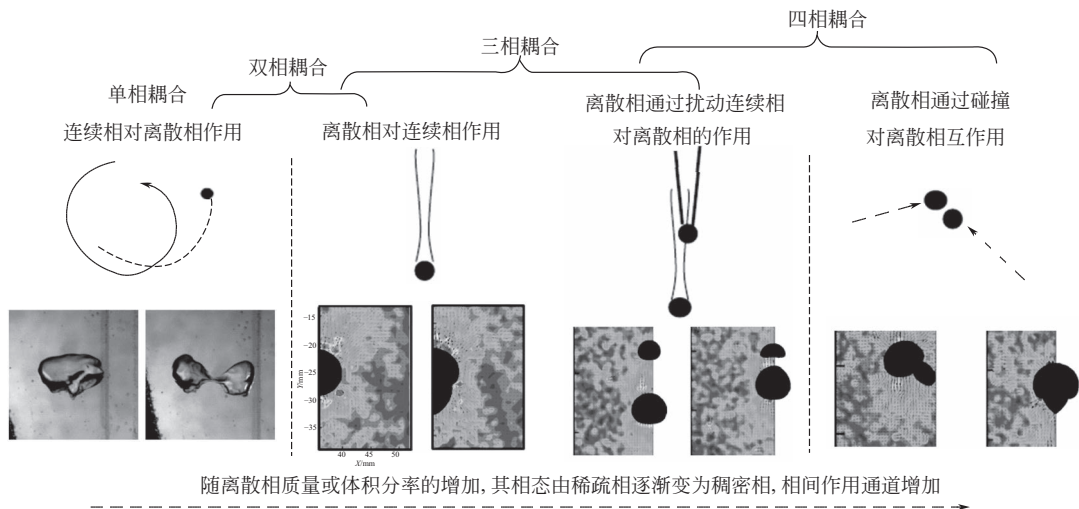 四相耦合
三相耦合
双相耦合
单相耦合
连续相对离散相作用
离散相对连续相作用
离散相通过扰动连续相
对离散相的作用
离散相通过碰撞
对离散相互作用
-15
-20
-25
-30
-35
Y/mm
40 45 50
X/mm
随离散相质量或体积分率的增加, 其相态由稀疏相逐渐变为稠密相, 相间作用通道增加